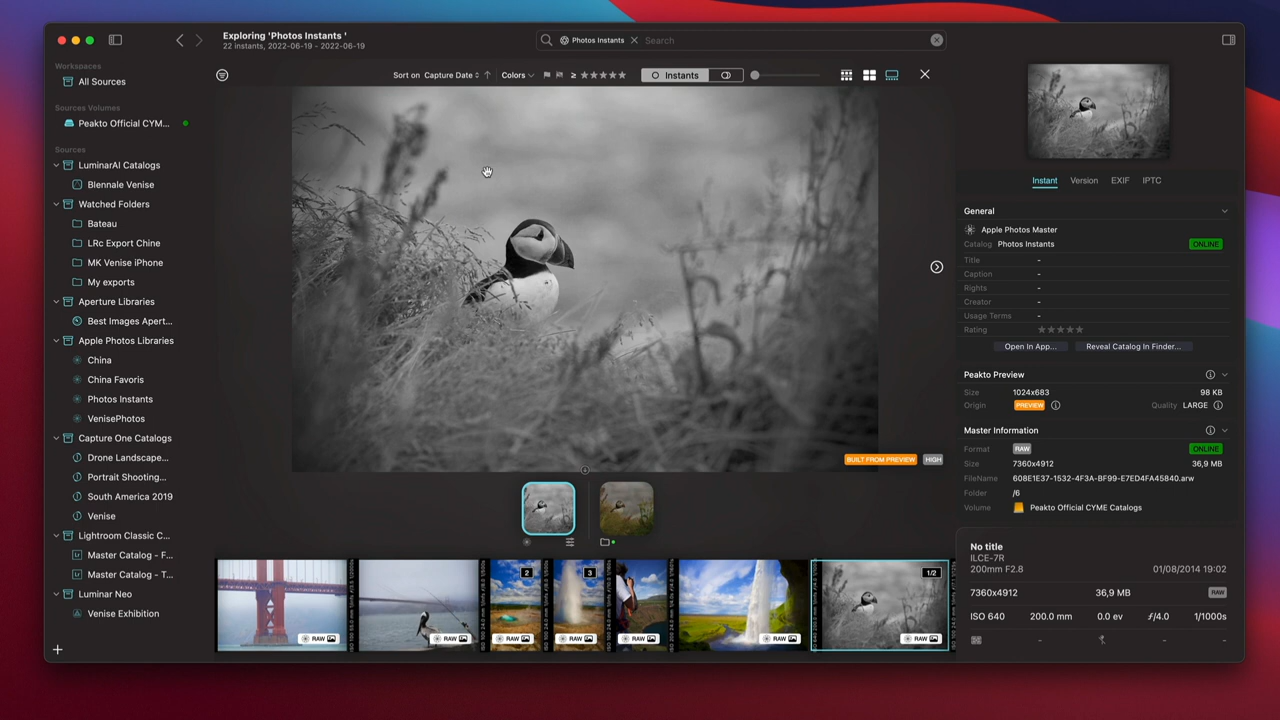 Exploring 'Photos Instants '
22 instants, 2022-06-19 - 2022-06-19
Photos Instants
Search
Workspaces
All Sources
Sources Volumes
Peakto Official CYM...
Sources
LuminarAI Catalogs
BIennale Venise
Watched Folders
Bateau
LRc Export Chine
MK Venise iPhone
My exports
Aperture Libraries
Best Images Apert...
Apple Photos Libraries
China
China Favoris
Photos Instants
VenisePhotos
Capture One Catalogs
Drone Landscape...
Portrait Shooting...
South America 2019
Venise
Lightroom Classic C...
Master Catalog - F...
Master Catalog - T...
Luminar Neo
Venise Exhibition
Sort on Capture Date
Colors
≥
Instants
BUILT FROM PREVIEW HIGH
RAW
RAW
2
RAW
3
RAW
RAW
RAW
1/2
RAW
Instant Version EXIF IPTC
General
Apple Photos Master
Catalog Photos Instants ONLINE
Title -
Caption -
Rights -
Creator -
Usage Terms -
Rating
Open In App... Reveal Catalog In Finder...
Peakto Preview
Size 1024x683 98 KB
Origin PREVIEW Quality LARGE
Master Information
Format RAW ONLINE
Size 7360x4912 36,9 MB
FileName 608E1E37-1532-4F3A-BF99-E7ED4FA45840.arw
Folder /6
Volume Peakto Official CYME Catalogs
No title
ILCE-7R
200mm F2.8 01/08/2014 19:02
7360x4912 36,9 MB RAW
ISO 640 200.0 mm 0.0 ev ƒ/4.0 1/1000s
- - -